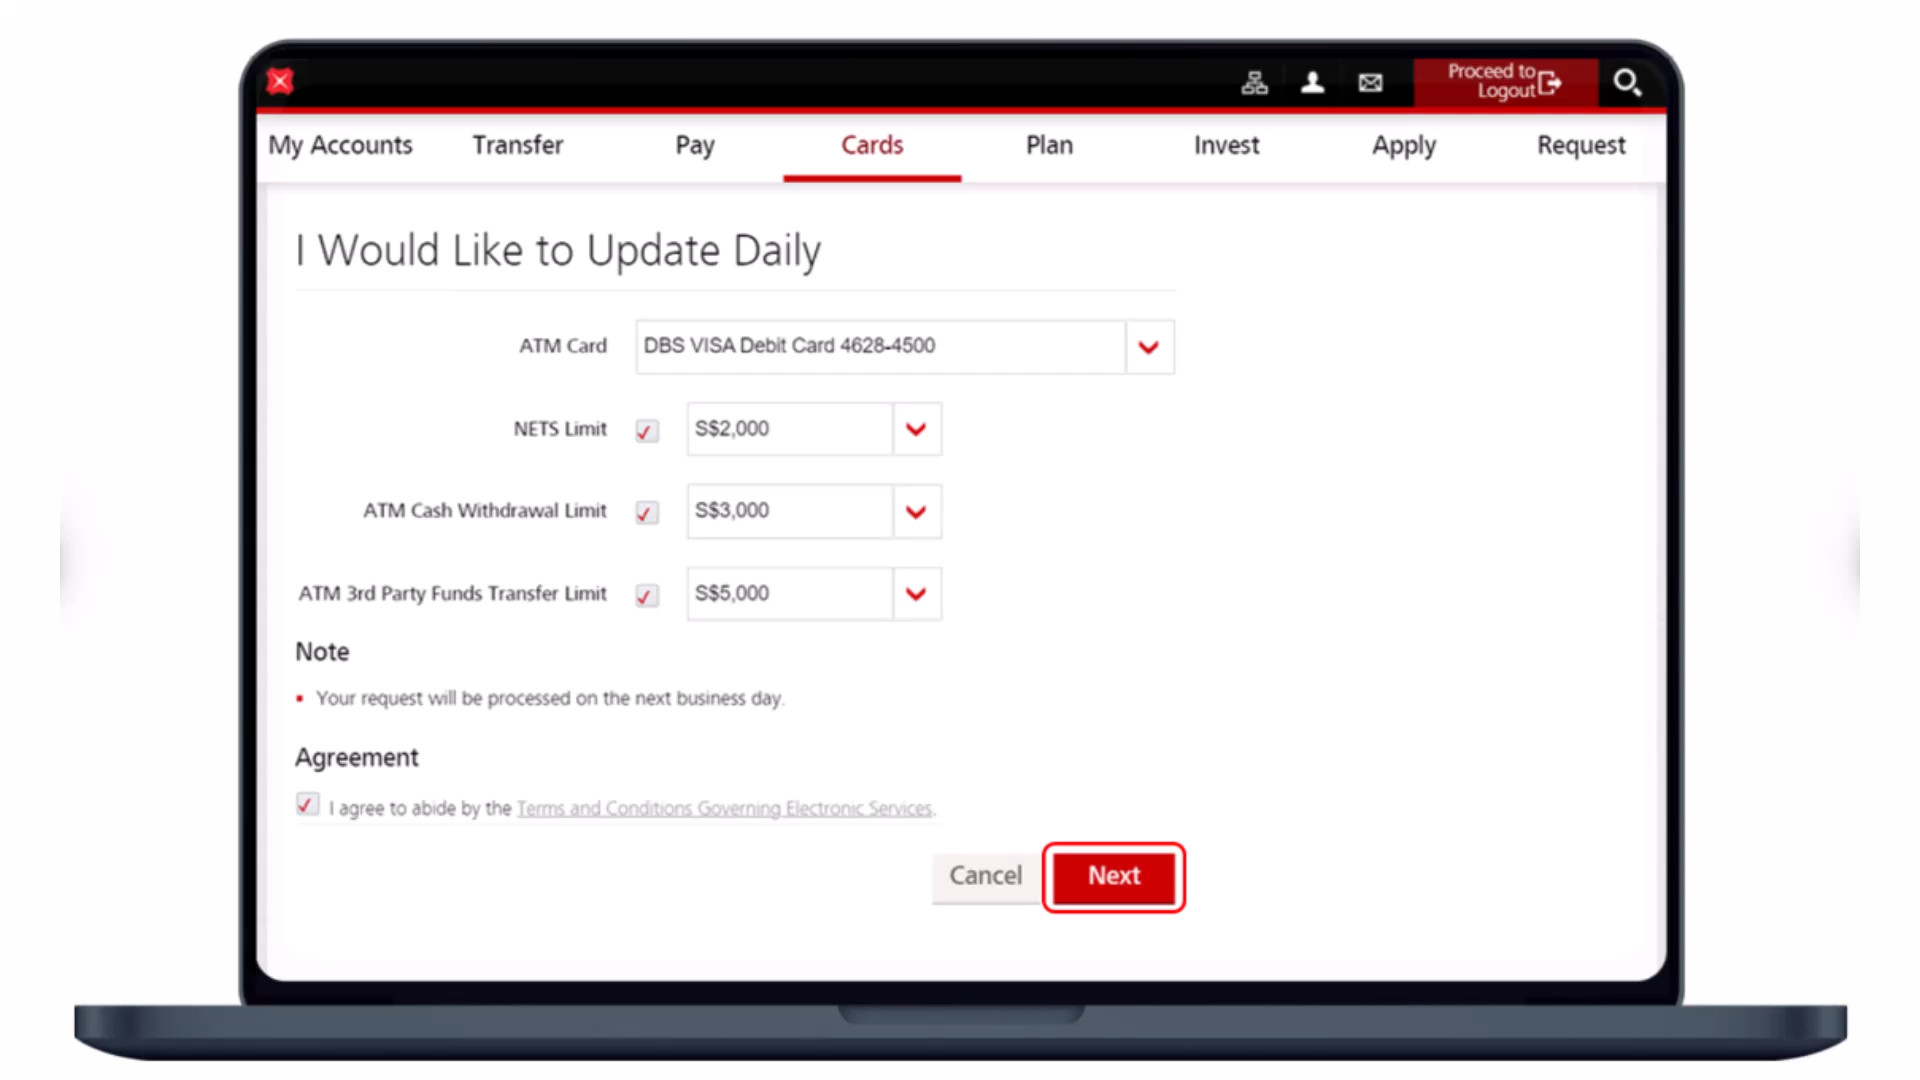 Proceed to
Logout
My Accounts Transfer Pay Cards Plan Invest Apply Request
I Would Like to Update Daily
ATM Card DBS VISA Debit Card 4628-4500
NETS Limit S$2,000
ATM Cash Withdrawal Limit S$3,000
ATM 3rd Party Funds Transfer Limit S$5,000
Note
Your request will be processed on the next business day.
Agreement
I agree to abide by the Terms and Conditions Governing Electronic Services.
Cancel Next